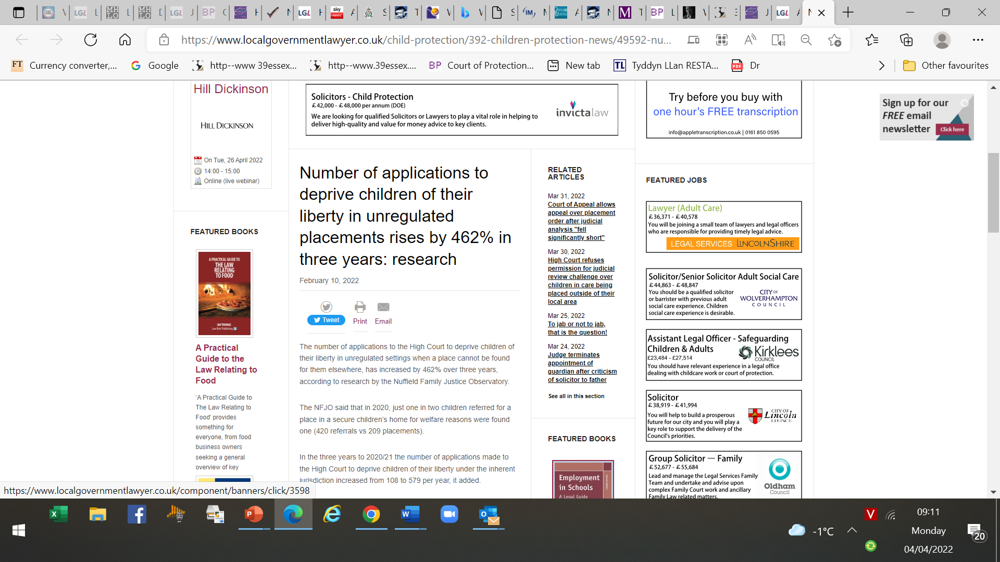 https://www.localgovernmentlawyer.co.uk/child-protection/392-children-protection-news/49592-nu...
FT Currency converter,...
Google
http--www 39essex...
http--www.39essex....
BP Court of Protection...
New tab
TL Tyddyn LLan RESTA...
PDF Dr
Other favourites
Hill Dickinson
HILL DICKINSON
On Tue, 26 April 2022
14:00 - 15:00
Online (live webinar)
FEATURED BOOKS
A PRACTICAL GUIDE TO
THE LAW
RELATING
TO FOOD
IAN THOMAS
Law Brief Publishing
A Practical
Guide to the
Law Relating to
Food
‘A Practical Guide to
The Law Relating to
Food’ provides
something for
everyone, from food
business owners
seeking a general
overview of key
Solicitors - Child Protection
£42,000 - £48,000 per annum (DOE)
We are looking for qualified Solicitors or Lawyers to play a vital role in helping to
deliver high-quality and value for money advice to key clients.
invictalaw
Number of applications to
deprive children of their
liberty in unregulated
placements rises by 462% in
three years: research
February 10, 2022
Tweet
Print
Email
The number of applications to the High Court to deprive children of
their liberty in unregulated settings when a place cannot be found
for them elsewhere, has increased by 462% over three years,
according to research by the Nuffield Family Justice Observatory.
The NFJO said that in 2020, just one in two children referred for a
place in a secure children’s home for welfare reasons were found
one (420 referrals vs 209 placements).
In the three years to 2020/21 the number of applications made to
the High Court to deprive children of their liberty under the inherent
jurisdiction increased from 108 to 579 per year, it added.
RELATED
ARTICLES
Mar 31, 2022
Court of Appeal allows
appeal over placement
order after judicial
analysis "fell
significantly short"
Mar 30, 2022
High Court refuses
permission for judicial
review challenge over
children in care being
placed outside of their
local area
Mar 25, 2022
To jab or not to jab,
that is the question!
Mar 24, 2022
Judge terminates
appointment of
guardian after criticism
of solicitor to father
See all in this section
FEATURED BOOKS
Employment
in Schools
A Legal Guide
Try before you buy with
one hour's FREE transcription
info@appletranscription.co.uk | 0161 850 0595
FEATURED JOBS
Lawyer (Adult Care)
£36,371 - £40,578
You will be joining a small team of lawyers and legal officers
who are responsible for providing timely legal advice.
LEGAL SERVICES LINCOLNSHIRE
Solicitor/Senior Solicitor Adult Social Care
£44,863 - £48,847
You should be a qualified solicitor
or barrister with previous adult
social care experience. Children
social care experience is desirable.
CITY OF
WOLVERHAMPTON
COUNCIL
Assistant Legal Officer - Safeguarding
Children & Adults
£23,484 - £27,514
You should have relevant experience in a legal office
dealing with childcare work or court of protection.
Kirklees
COUNCIL
Solicitor
£38,919 - £41,994
You will help to build a prosperous
future for our city and you will play a
key role to support the delivery of the
Council's priorities.
CITY OF
Lincoln
COUNCIL
Group Solicitor — Family
£52,677 - £55,684
Lead and manage the Legal Services Family
Team and undertake and advise upon
complex Family Court work and ancillary
Family Law related matters.
Oldham
Council
Sign up for our
FREE email
newsletter
Click here
https://www.localgovernmentlawyer.co.uk/component/banners/click/3598
-1°C
09:11
Monday
04/04/2022
20